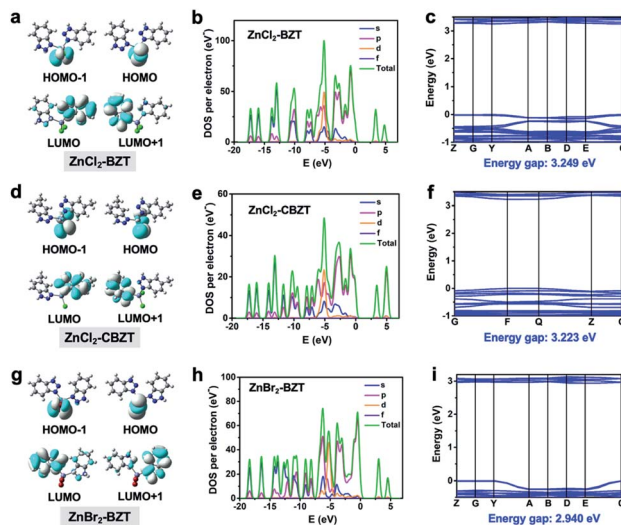 a
HOMO-1 HOMO
LUMO LUMO+1
ZnCl₂-BZT
b
ZnCl₂-BZT
s
p
d
f
Total
DOS per electron (eV⁻)
100
75
50
25
0
-20 -15 -10 -5 0 5
E (eV)
c
Energy (eV)
3
2
1
0
-1
Z G Y A B D E
Energy gap: 3.249 eV
d
HOMO-1 HOMO
LUMO LUMO+1
ZnCl₂-CBZT
e
ZnCl₂-CBZT
s
p
d
f
Total
DOS per electron (eV⁻)
60
40
20
0
-20 -15 -10 -5 0 5
E (eV)
f
Energy (eV)
3
2
1
0
-1
G F Q Z
Energy gap: 3.223 eV
g
HOMO-1 HOMO
LUMO LUMO+1
ZnBr₂-BZT
h
ZnBr₂-BZT
s
p
d
f
Total
DOS per electron (eV⁻)
100
80
60
40
20
0
-20 -15 -10 -5 0 5
E (eV)
i
Energy (eV)
3
2
1
0
Z G Y A B D E
Energy gap: 2.940 eV